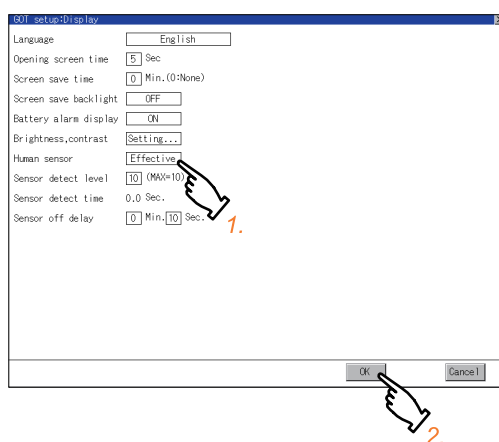 GOT setup:Display
Language English
Opening screen time 5 Sec
Screen save time 0 Min.(0:None)
Screen save backlight OFF
Battery alarm display ON
Brightness,contrast Setting...
Human sensor Effective
Sensor detect level 10 (MAX=10)
Sensor detect time 0.0 Sec.
Sensor off delay 0 Min. 10 Sec.
1.
OK Cancel
2